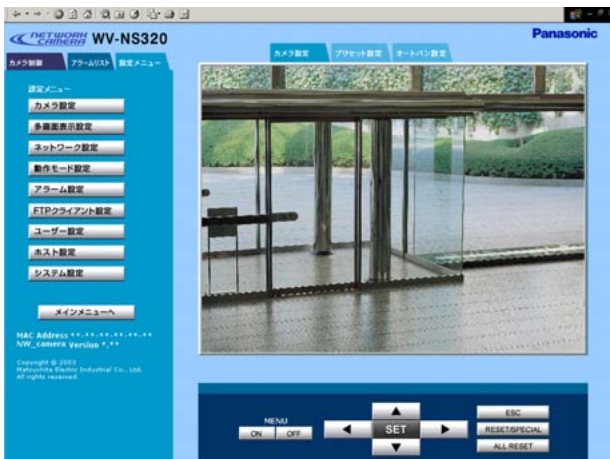 NETWORK CAMERA WV-NS320
Panasonic
カメラ制御 アラームリスト 設定メニュー
カメラ設定 プリセット設定 オートパン設定
設定メニュー
カメラ設定
多画面表示設定
ネットワーク設定
動作モード設定
アラーム設定
FTPクライアント設定
ユーザー設定
ホスト設定
システム設定
メインメニューへ
MAC Address **.**.**.**.**.**
NW_camera Version *.**
Copyright © 2003
Matsushita Electric Industrial Co., Ltd.
All rights reserved.
MENU
ON OFF
SET
ESC
RESET/SPECIAL
ALL RESET